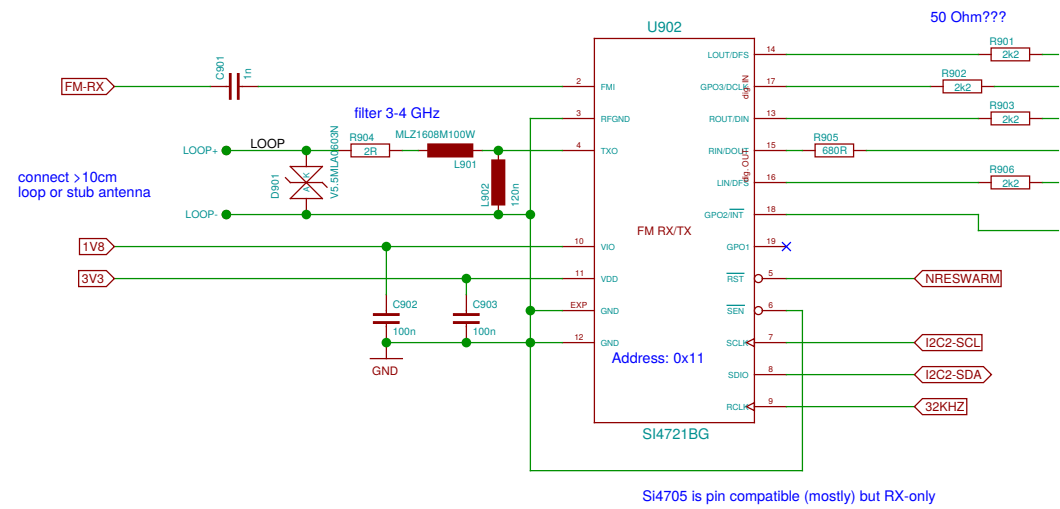 50 Ohm???
U902
R901
2k2
LOUT/DFS
14
C901
1n
FM-RX
2
FMI
GPO3/DCLK
17
R902
2k2
dig. IN
filter 3-4 GHz
3
RFGND
ROUT/DIN
13
R903
2k2
LOOP+
LOOP
R904
2R
MLZ1608M100W
L901
4
TXO
RIN/DOUT
15
R905
680R
dig. OUT
connect >10cm
loop or stub antenna
D901
A
K
V5.5MLA0603N
L902
120n
LIN/DFS
16
R906
2k2
LOOP-
GPO2/INT
18
FM RX/TX
1V8
10
VIO
GPO1
19
3V3
11
VDD
RST
5
NRESWARM
C902
100n
C903
100n
EXP
GND
SEN
6
12
GND
SCLK
7
I2C2-SCL
Address: 0x11
GND
SDIO
8
I2C2-SDA
RCLK
9
32KHZ
SI4721BG
Si4705 is pin compatible (mostly) but RX-only